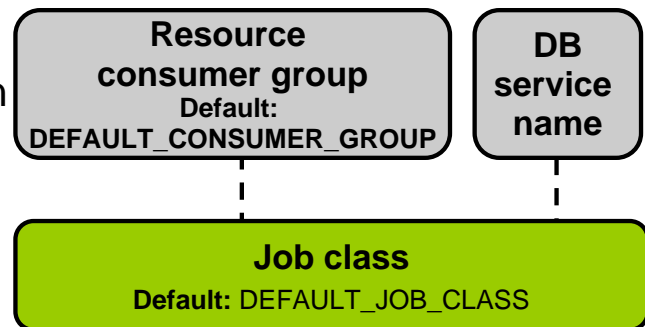 Resource
consumer group
Default:
DEFAULT_CONSUMER_GROUP
DB
service
name
Job class
Default: DEFAULT_JOB_CLASS